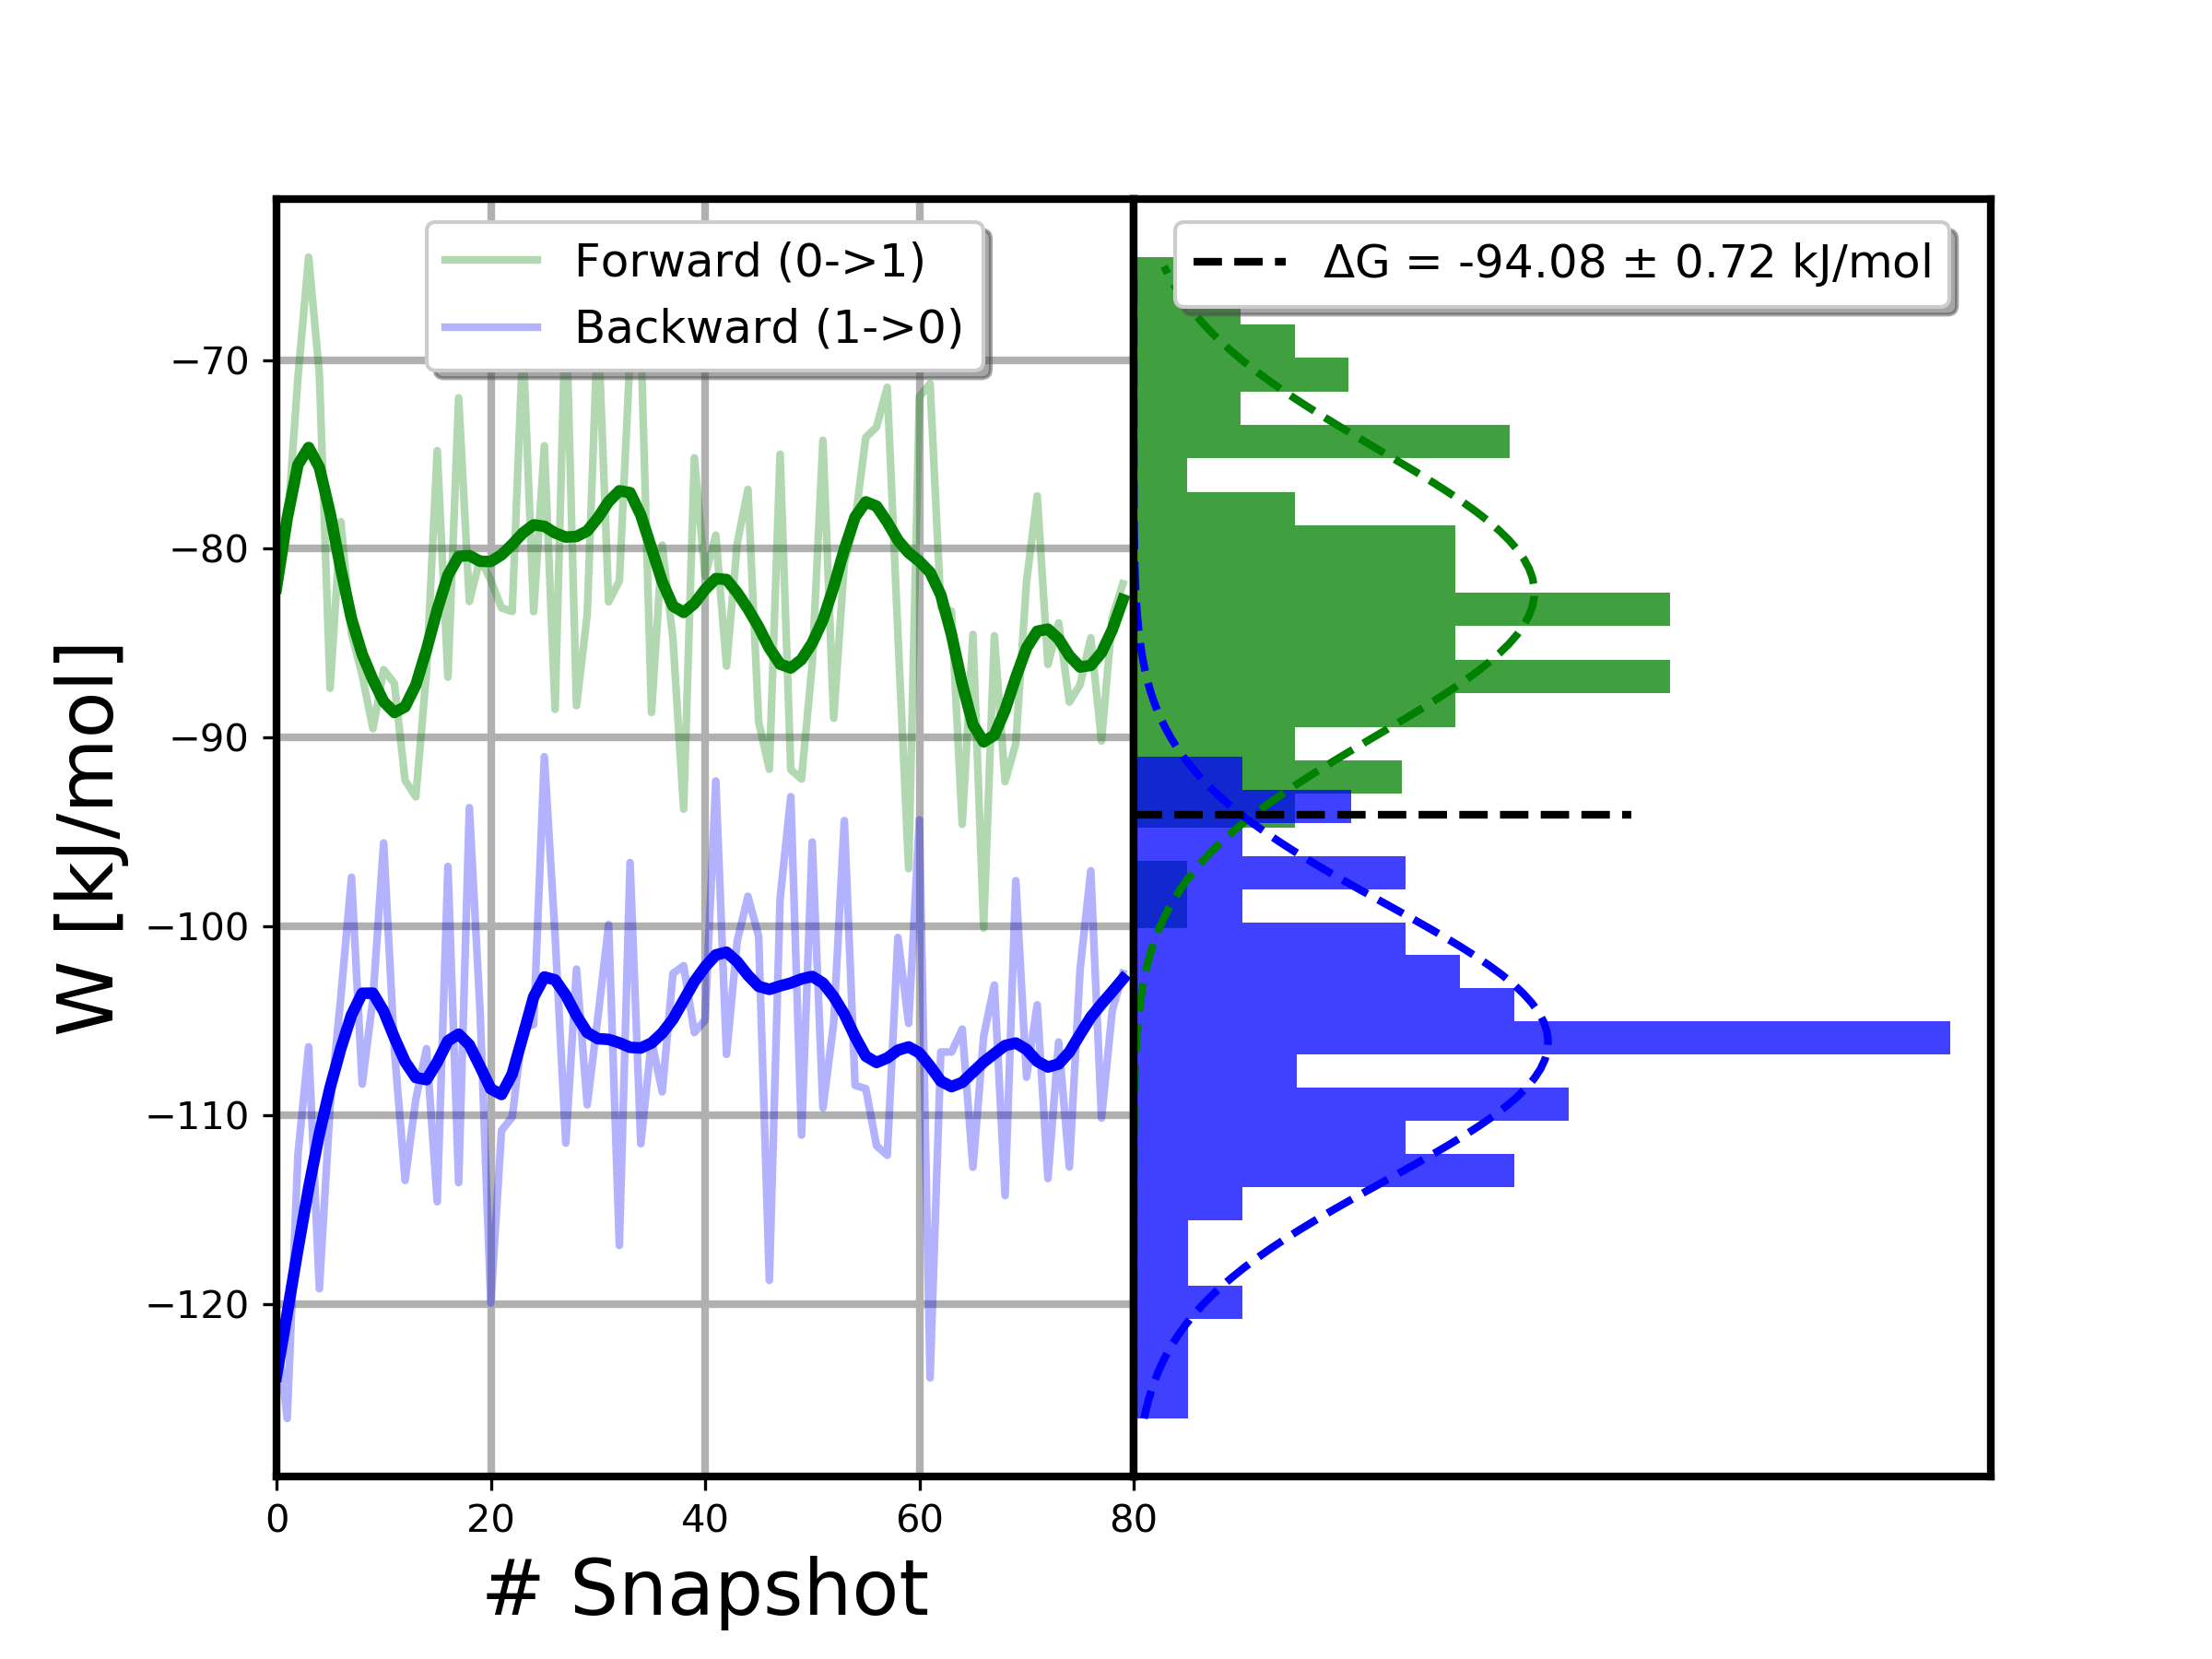 Forward (0->1)
Backward (1->0)
ΔG = -94.08 ± 0.72 kJ/mol
W [kJ/mol]
−70
−80
−90
−100
−110
−120
0 20 40 60 80
# Snapshot